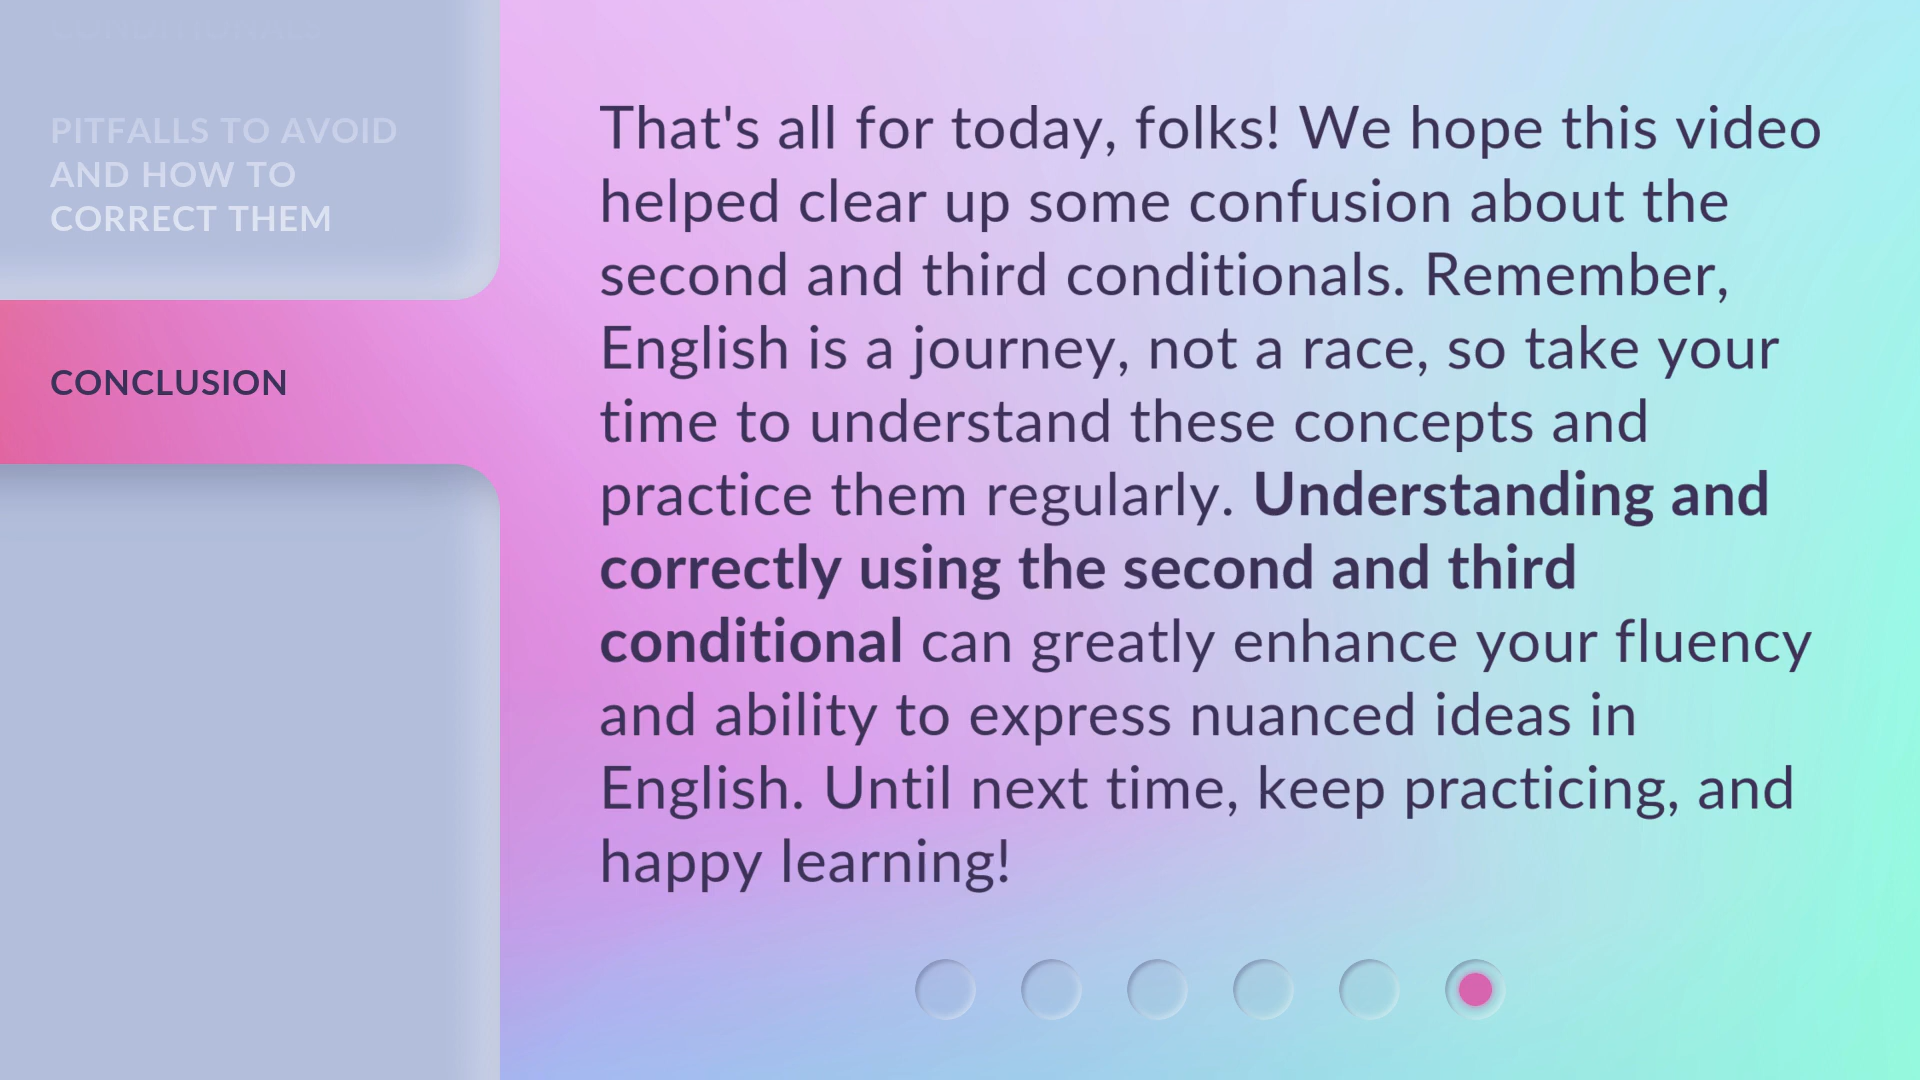 CONDITIONALS
PITFALLS TO AVOID
AND HOW TO
CORRECT THEM
CONCLUSION
That's all for today, folks! We hope this video
helped clear up some confusion about the
second and third conditionals. Remember,
English is a journey, not a race, so take your
time to understand these concepts and
practice them regularly. Understanding and
correctly using the second and third
conditional can greatly enhance your fluency
and ability to express nuanced ideas in
English. Until next time, keep practicing, and
happy learning!